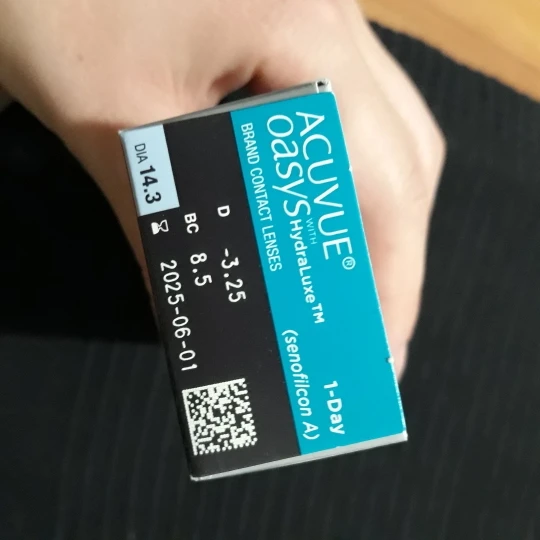 ACUVUE®
oasys WITH HydraLuxe™ 1-Day
BRAND CONTACT LENSES (senofilcon A)
D -3.25
BC 8.5
DIA 14.3 2025-06-01